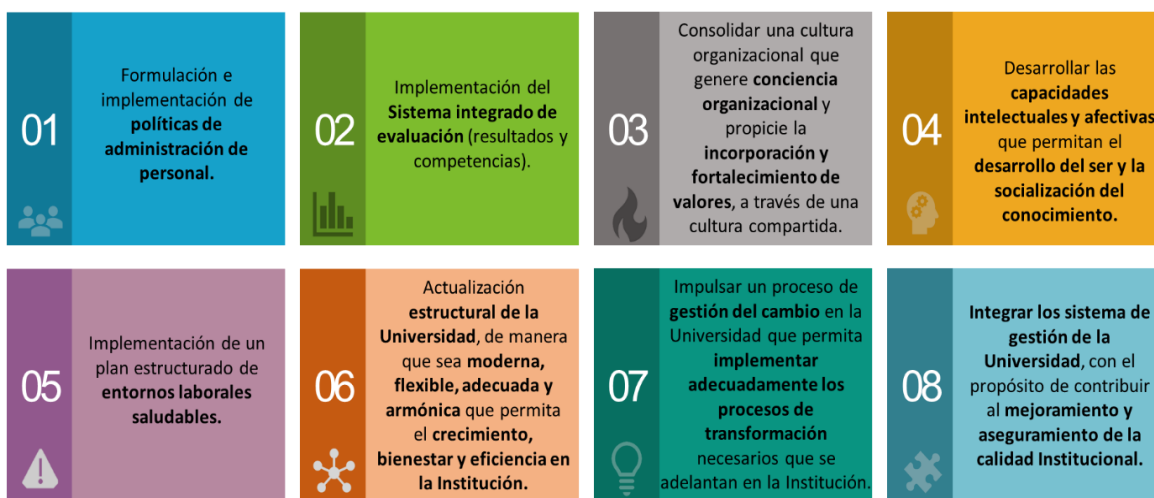 01
Formulación e
implementación de
políticas de
administración de
personal.
02
Implementación del
Sistema integrado de
evaluación (resultados y
competencias).
03
Consolidar una cultura
organizacional que
genere conciencia
organizacional y
propicie la
incorporación y
fortalecimiento de
valores, a través de una
cultura compartida.
04
Desarrollar las
capacidades
intelectuales y afectivas
que permitan el
desarrollo del ser y la
socialización del
conocimiento.
05
Implementación de un
plan estructurado de
entornos laborales
saludables.
06
Actualización
estructural de la
Universidad, de manera
que sea moderna,
flexible, adecuada y
armónica que permita
el crecimiento,
bienestar y eficiencia en
la Institución.
07
Impulsar un proceso de
gestión del cambio en la
Universidad que permita
implementar
adecuadamente los
procesos de
transformación
necesarios que se
adelantan en la Institución.
08
Integrar los sistema de
gestión de la
Universidad, con el
propósito de contribuir
al mejoramiento y
aseguramiento de la
calidad Institucional.